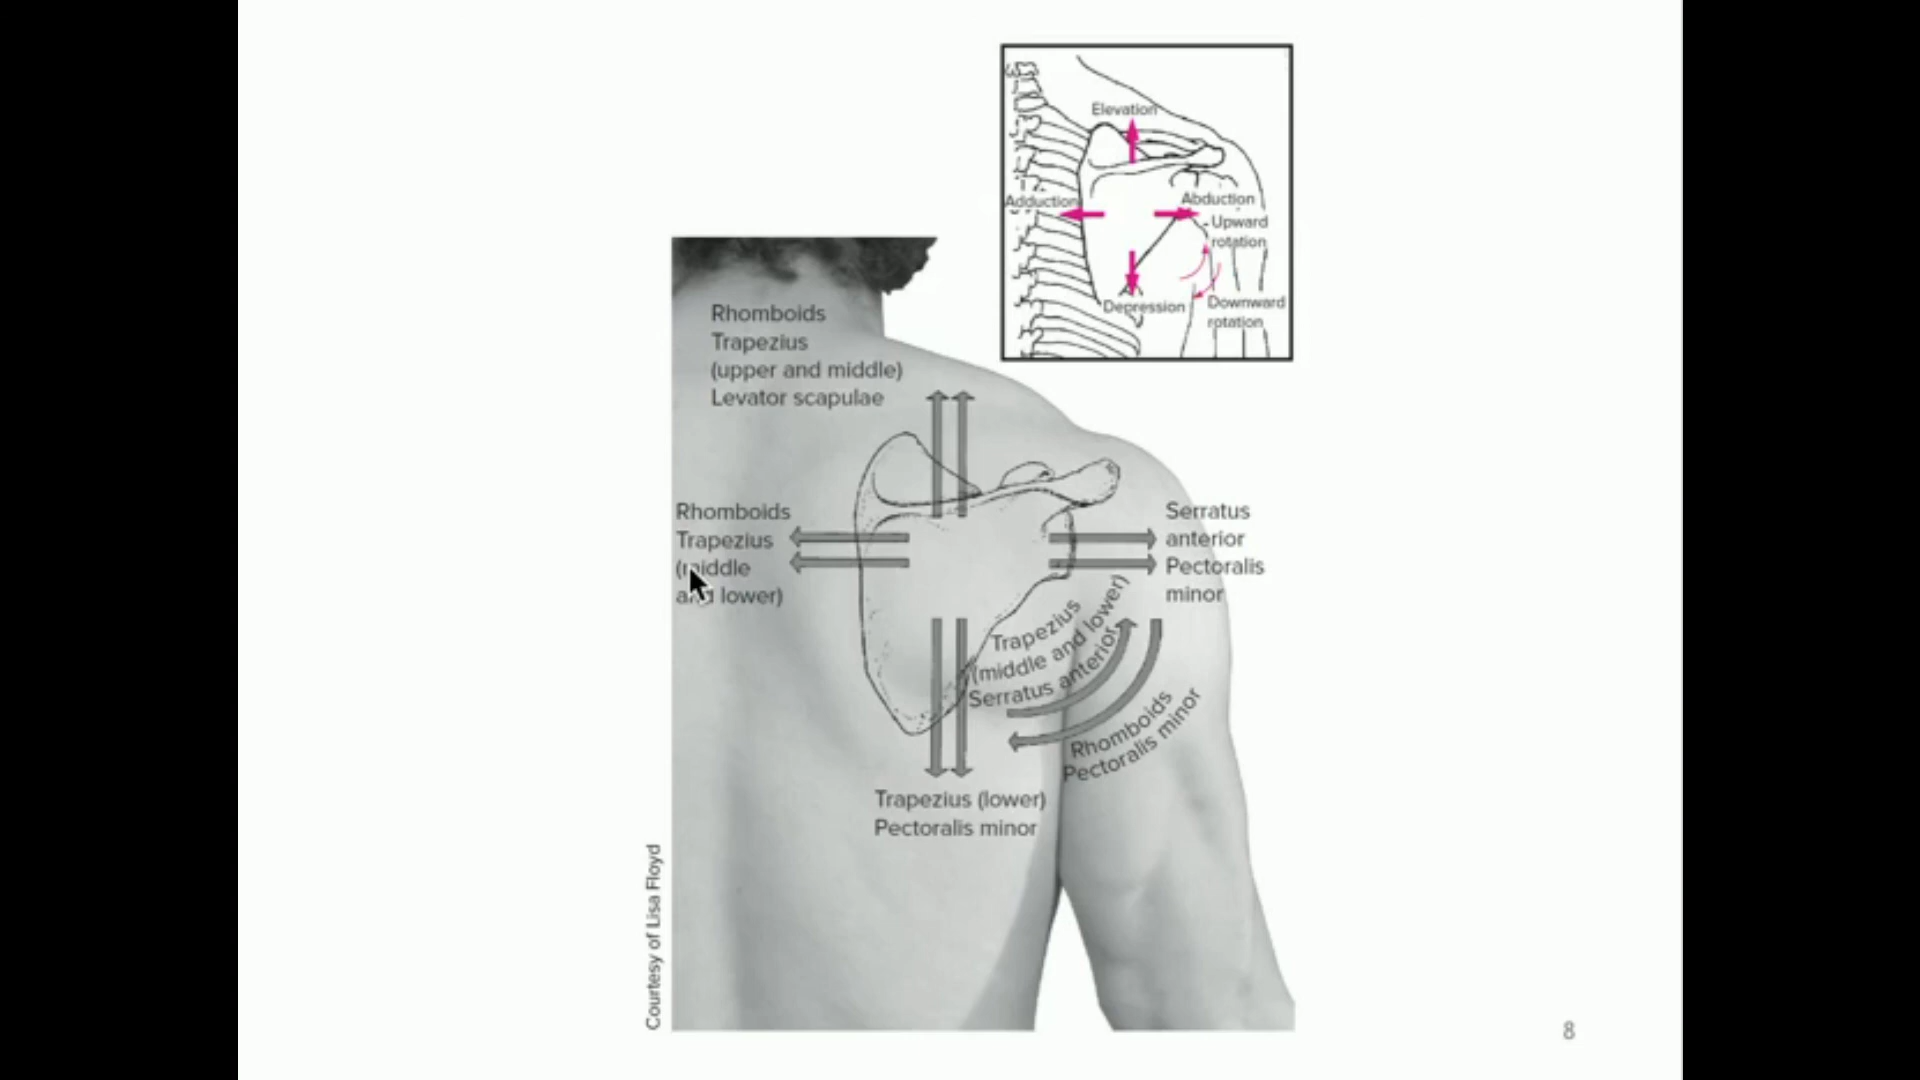 Elevation
Adduction
Abduction
Upward
rotation
Depression
Downward
rotation
Rhomboids
Trapezius
(upper and middle)
Levator scapulae
Rhomboids
Trapezius
(middle
and lower)
Serratus
anterior
Pectoralis
minor
Trapezius
(middle and lower)
Serratus anterior
Rhomboids
Pectoralis minor
Trapezius (lower)
Pectoralis minor
Courtesy of Lisa Floyd
8